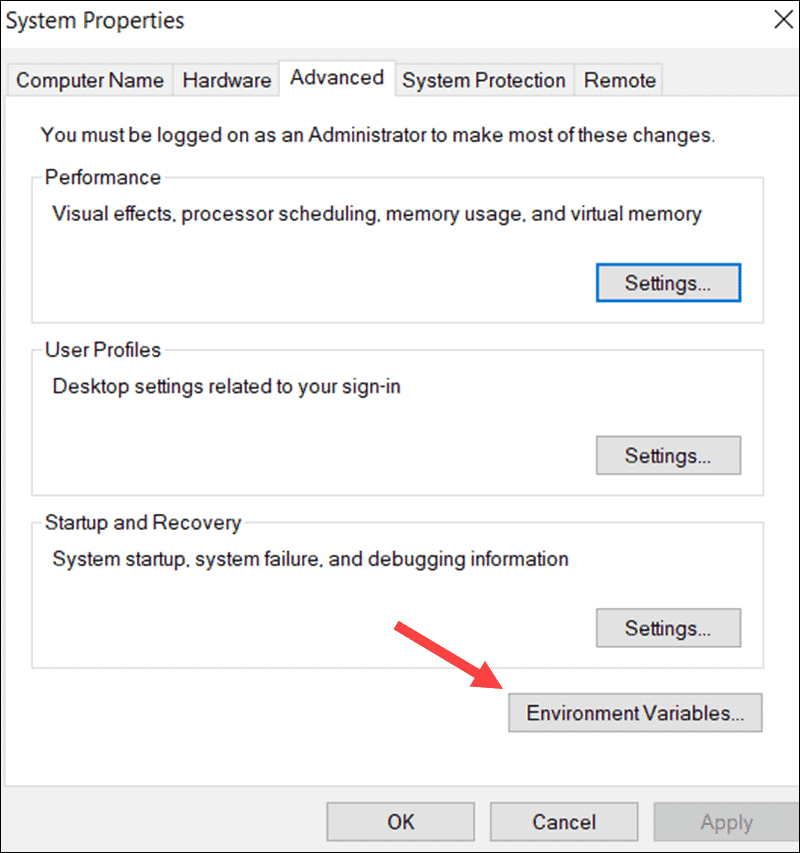 System Properties
Computer Name
Hardware
Advanced
System Protection
Remote
You must be logged on as an Administrator to make most of these changes.
Performance
Visual effects, processor scheduling, memory usage, and virtual memory
Settings...
User Profiles
Desktop settings related to your sign-in
Settings...
Startup and Recovery
System startup, system failure, and debugging information
Settings...
Environment Variables...
OK
Cancel
Apply